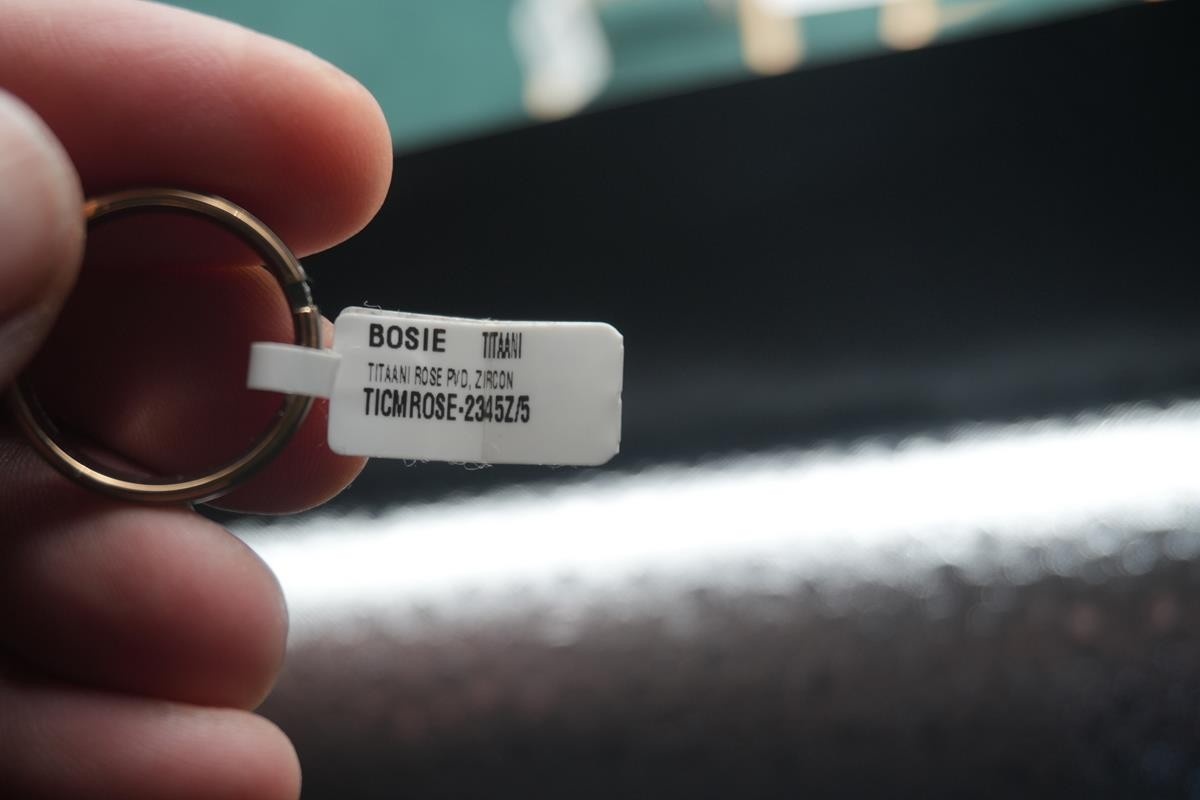 BOSIE TITAANI
TITAANI ROSE PVD, ZIRCON
TICMROSE-2345Z/5